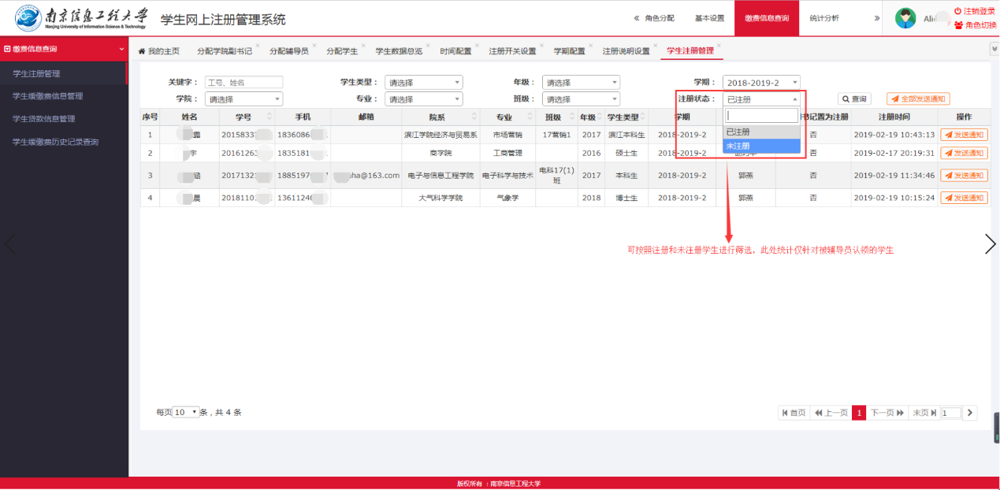 南京信息工程大学
Nanjing University of Information Science & Technology
学生网上注册管理系统
« 角色分配 基本设置 缴费信息查询 统计分析 »
Ali
注销登录
角色切换
缴费信息查询
学生注册管理
学生缓缴费信息管理
学生贷款信息管理
学生缓缴费历史记录查询
我的主页 分配学院副书记 分配辅导员 分配学生 学生数据总览 时间配置 注册开关设置 学期配置 注册说明设置 学生注册管理
关键字： 工号、姓名 学生类型： 请选择 年级： 请选择 学期： 2018-2019-2
学院： 请选择 专业： 请选择 班级： 请选择 注册状态： 已注册 查询 全部发送通知
已注册
未注册
序号 姓名 学号 手机 邮箱 院系 专业 班级 年级 学生类型 学期 书记置为注册 注册时间 操作
1 露 2015833 1836086 滨江学院经济与贸易系 市场营销 17营销1 2017 滨江本科生 2018-2019-2 否 2019-02-19 10:43:13 发送通知
2 宇 2016126 1835181 商学院 工商管理 2016 硕士生 2018-2019-2 否 2019-02-17 20:19:31 发送通知
3 涵 2017132 1885197 ha@163.com 电子与信息工程学院 电子科学与技术 电科17(1)班 2017 本科生 2018-2019-2 郭燕 否 2019-02-19 11:34:46 发送通知
4 晨 2018110 1361124 大气科学学院 气象学 2018 博士生 2018-2019-2 郭燕 否 2019-02-19 10:15:24 发送通知
可按照注册和未注册学生进行筛选，此处统计仅针对被辅导员认领的学生
每页 10 条，共 4 条
首页 上一页 1 下一页 末页 1
版权所有 ：南京信息工程大学